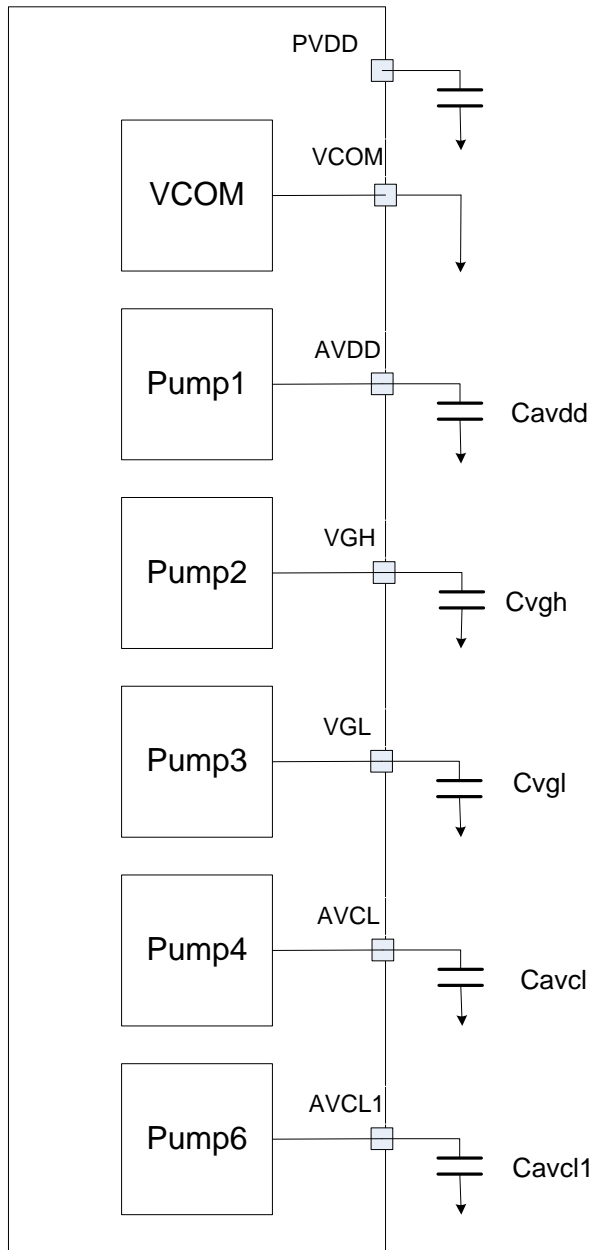 PVDD
VCOM
VCOM
AVDD
Pump1
Cavdd
VGH
Pump2
Cvgh
VGL
Pump3
Cvgl
AVCL
Pump4
Cavcl
AVCL1
Pump6
Cavcl1